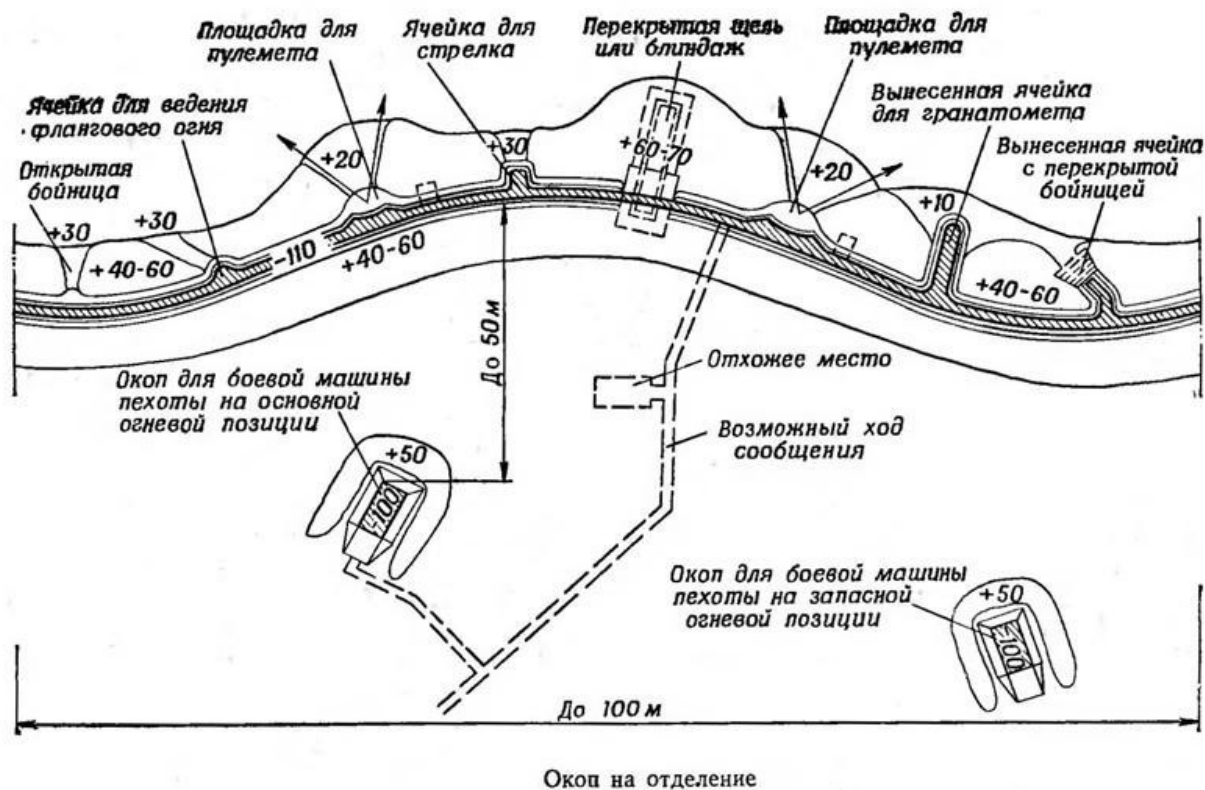 Площадка для
пулемета
Ячейка для
стрелка
Перекрытая щель
или блиндаж
Площадка для
пулемета
Ячейка для ведения
флангового огня
Вынесенная ячейка
для гранатомета
Вынесенная ячейка
с перекрытой
бойницей
Открытая
бойница
+20
+30
+60-70
+20
+10
+30
+30
+40-60
-110
+40-60
+40-60
До 50м
Отхожее место
Окоп для боевой машины
пехоты на основной
огневой позиции
Возможный ход
сообщения
+50
100
Окоп для боевой машины
пехоты на запасной
огневой позиции
+50
100
До 100 м
Окоп на отделение